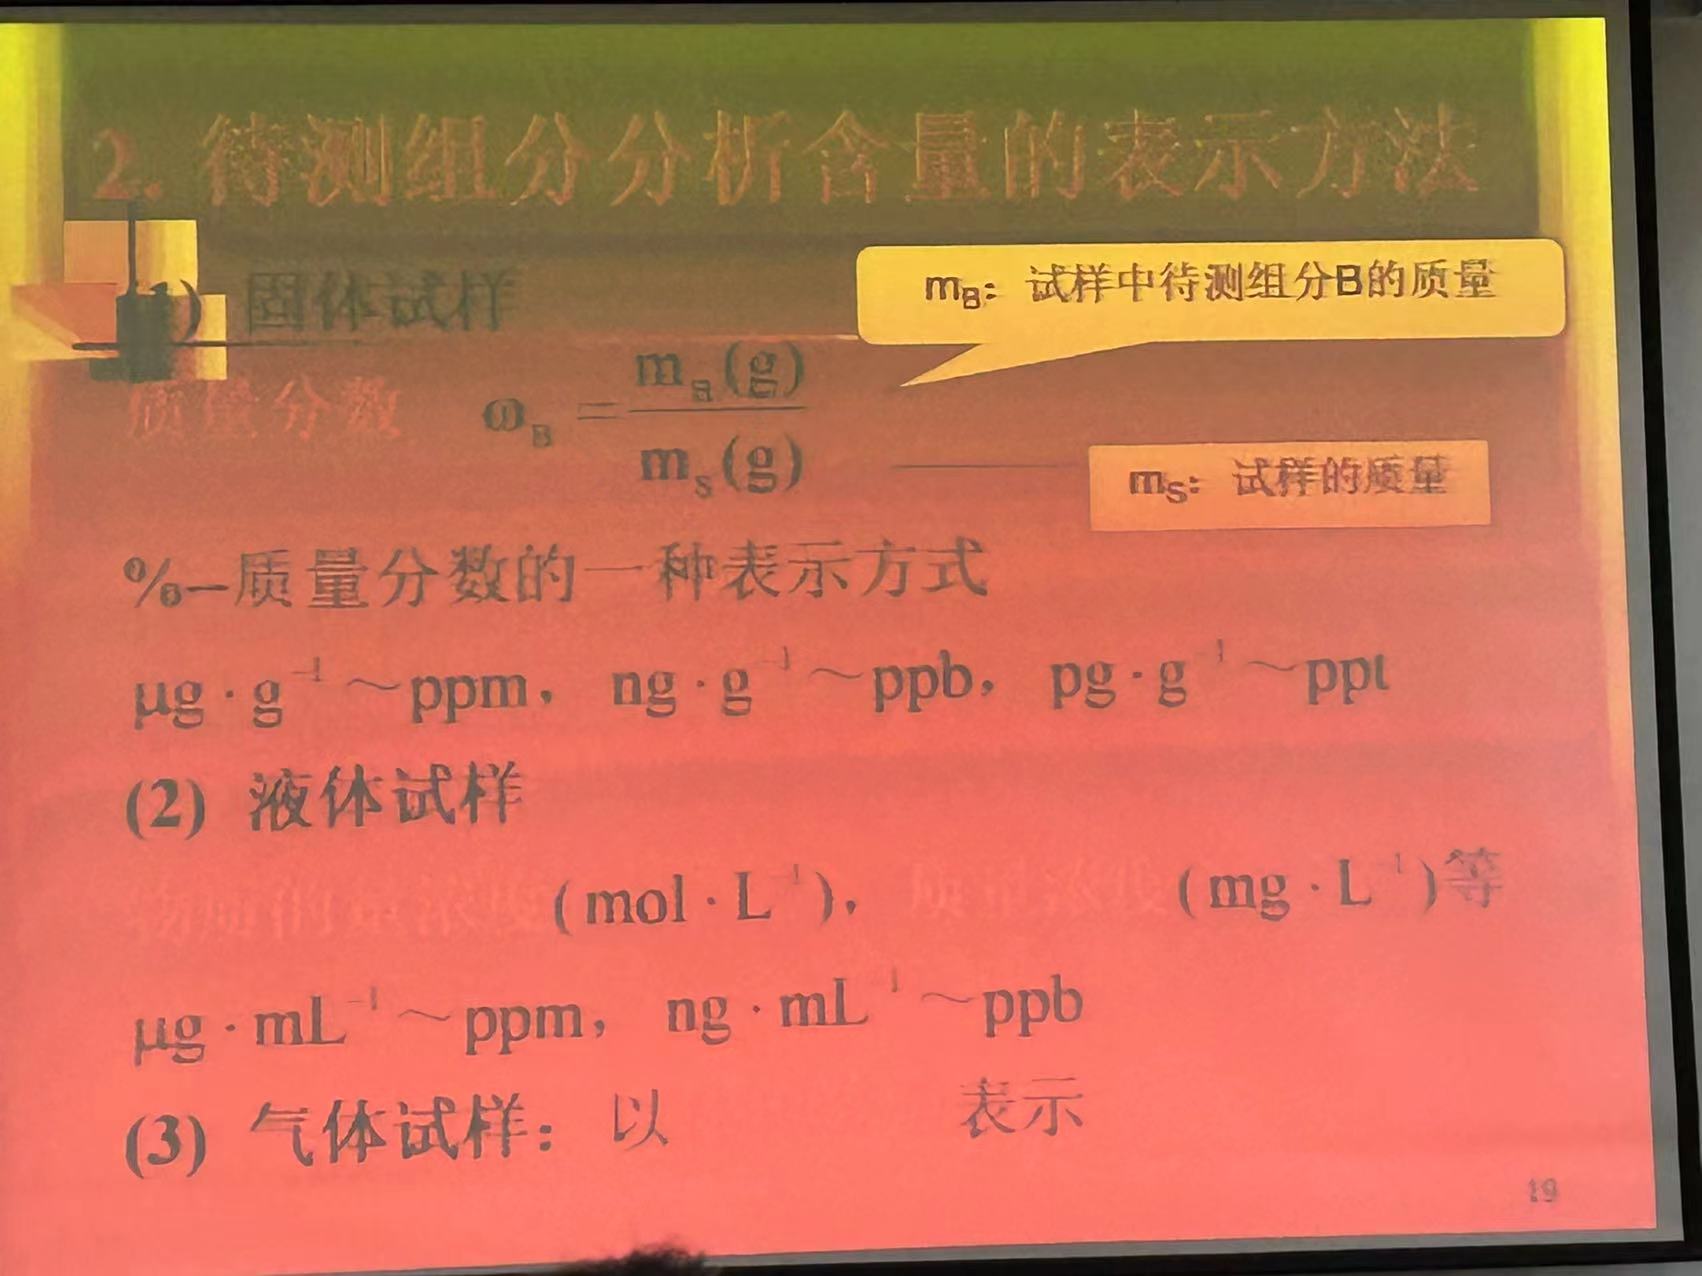 2. 待测组分分析含量的表示方法
1) 固体试样
mB: 试样中待测组分B的质量
质量分数 ωB = mB(g) / ms(g)
mS: 试样的质量
%—质量分数的一种表示方式
μg·g⁻¹～ppm, ng·g⁻¹～ppb, pg·g⁻¹～ppt
(2) 液体试样
物质的量浓度(mol·L⁻¹), 质量浓度(mg·L⁻¹)等
μg·mL⁻¹～ppm, ng·mL⁻¹～ppb
(3) 气体试样: 以 表示
19